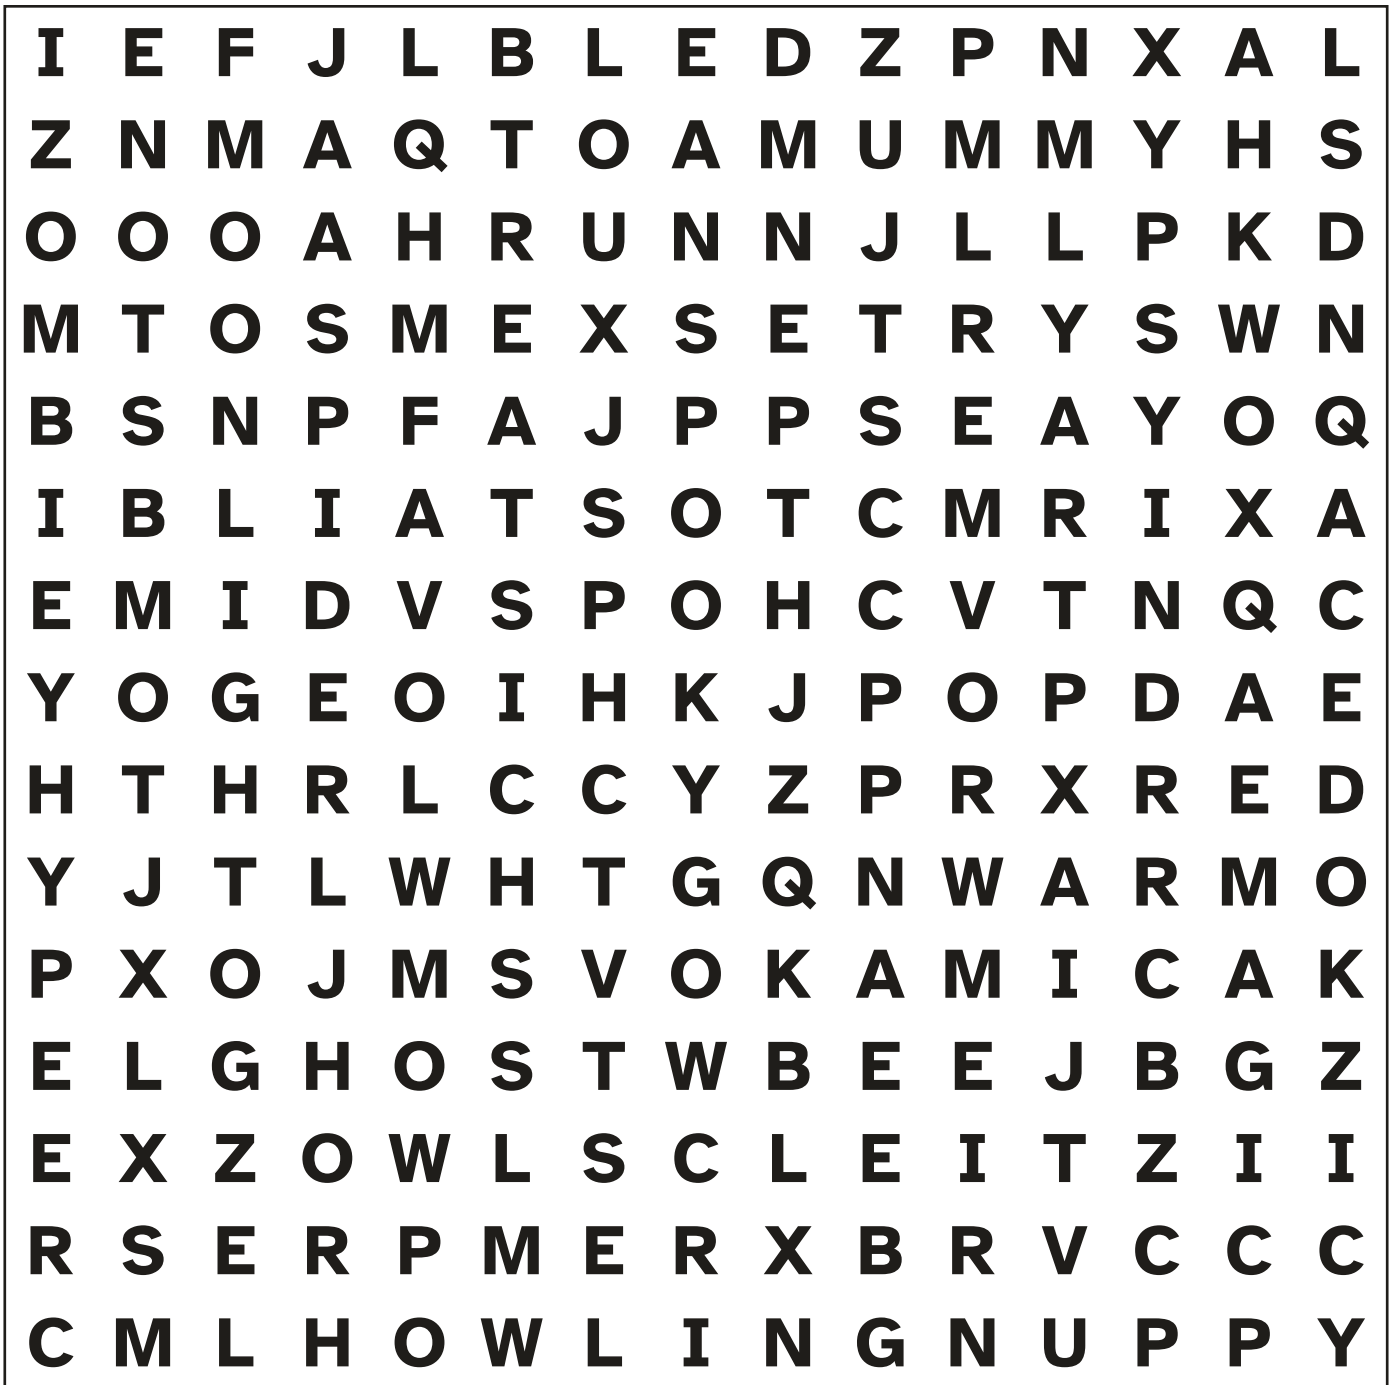 I E F J L B L E D Z P N X A L
Z N M A Q T O A M U M M Y H S
O O O A H R U N N J L L P K D
M T O S M E X S E T R Y S W N
B S N P F A J P P S E A Y O Q
I B L I A T S O T C M R I X A
E M I D V S P O H C V T N Q C
Y O G E O I H K J P O P D A E
H T H R L C C Y Z P R X R E D
Y J T L W H T G Q N W A R M O
P X O J M S V O K A M I C A K
E L G H O S T W B E E J B G Z
E X Z O W L S C L E I T Z I I
R S E R P M E R X B R V C C C
C M L H O W L I N G N U P P Y